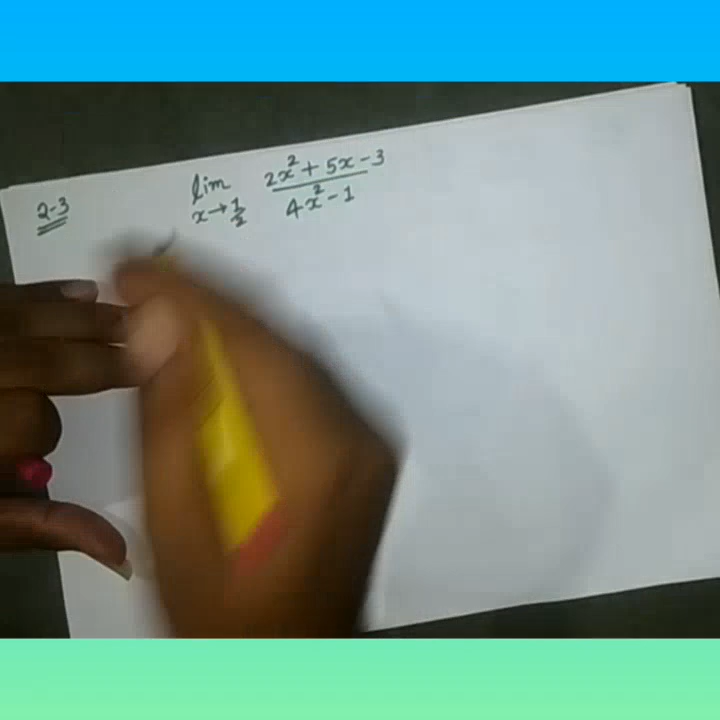 Q-3
lim x→1/2 (2x²+5x-3)/(4x²-1)